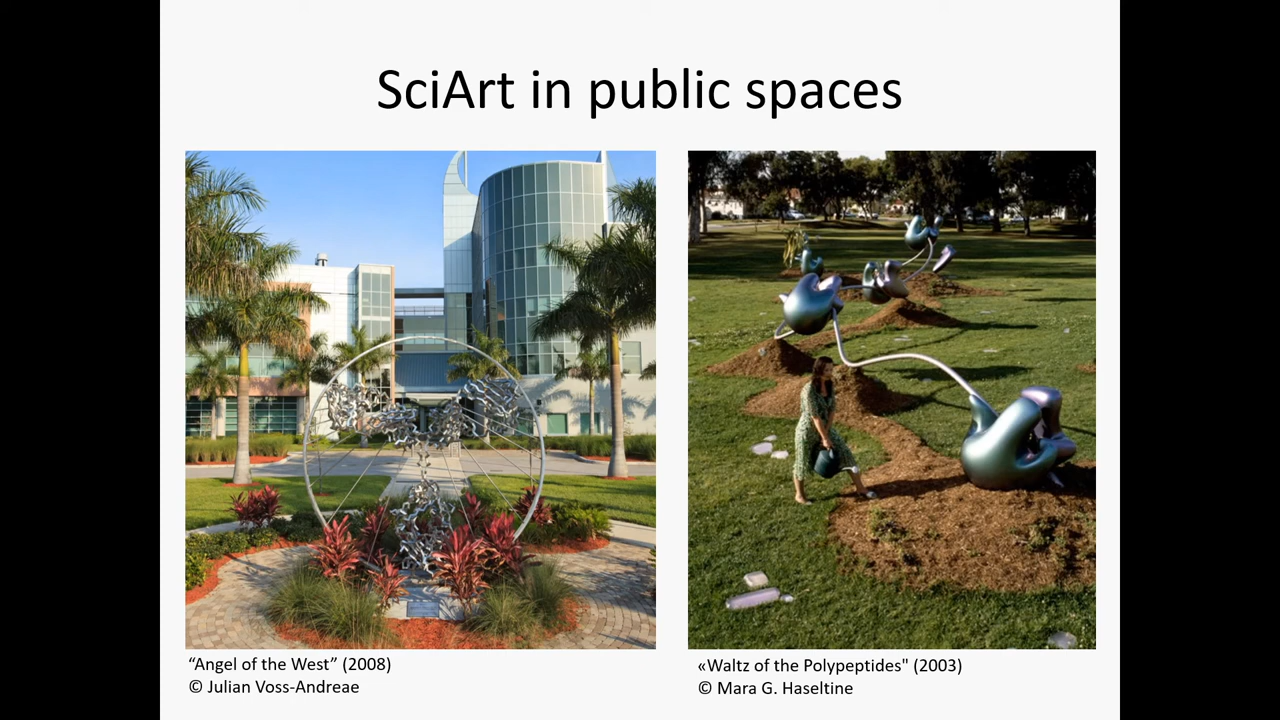 SciArt in public spaces
“Angel of the West” (2008)
© Julian Voss-Andreae
«Waltz of the Polypeptides" (2003)
© Mara G. Haseltine